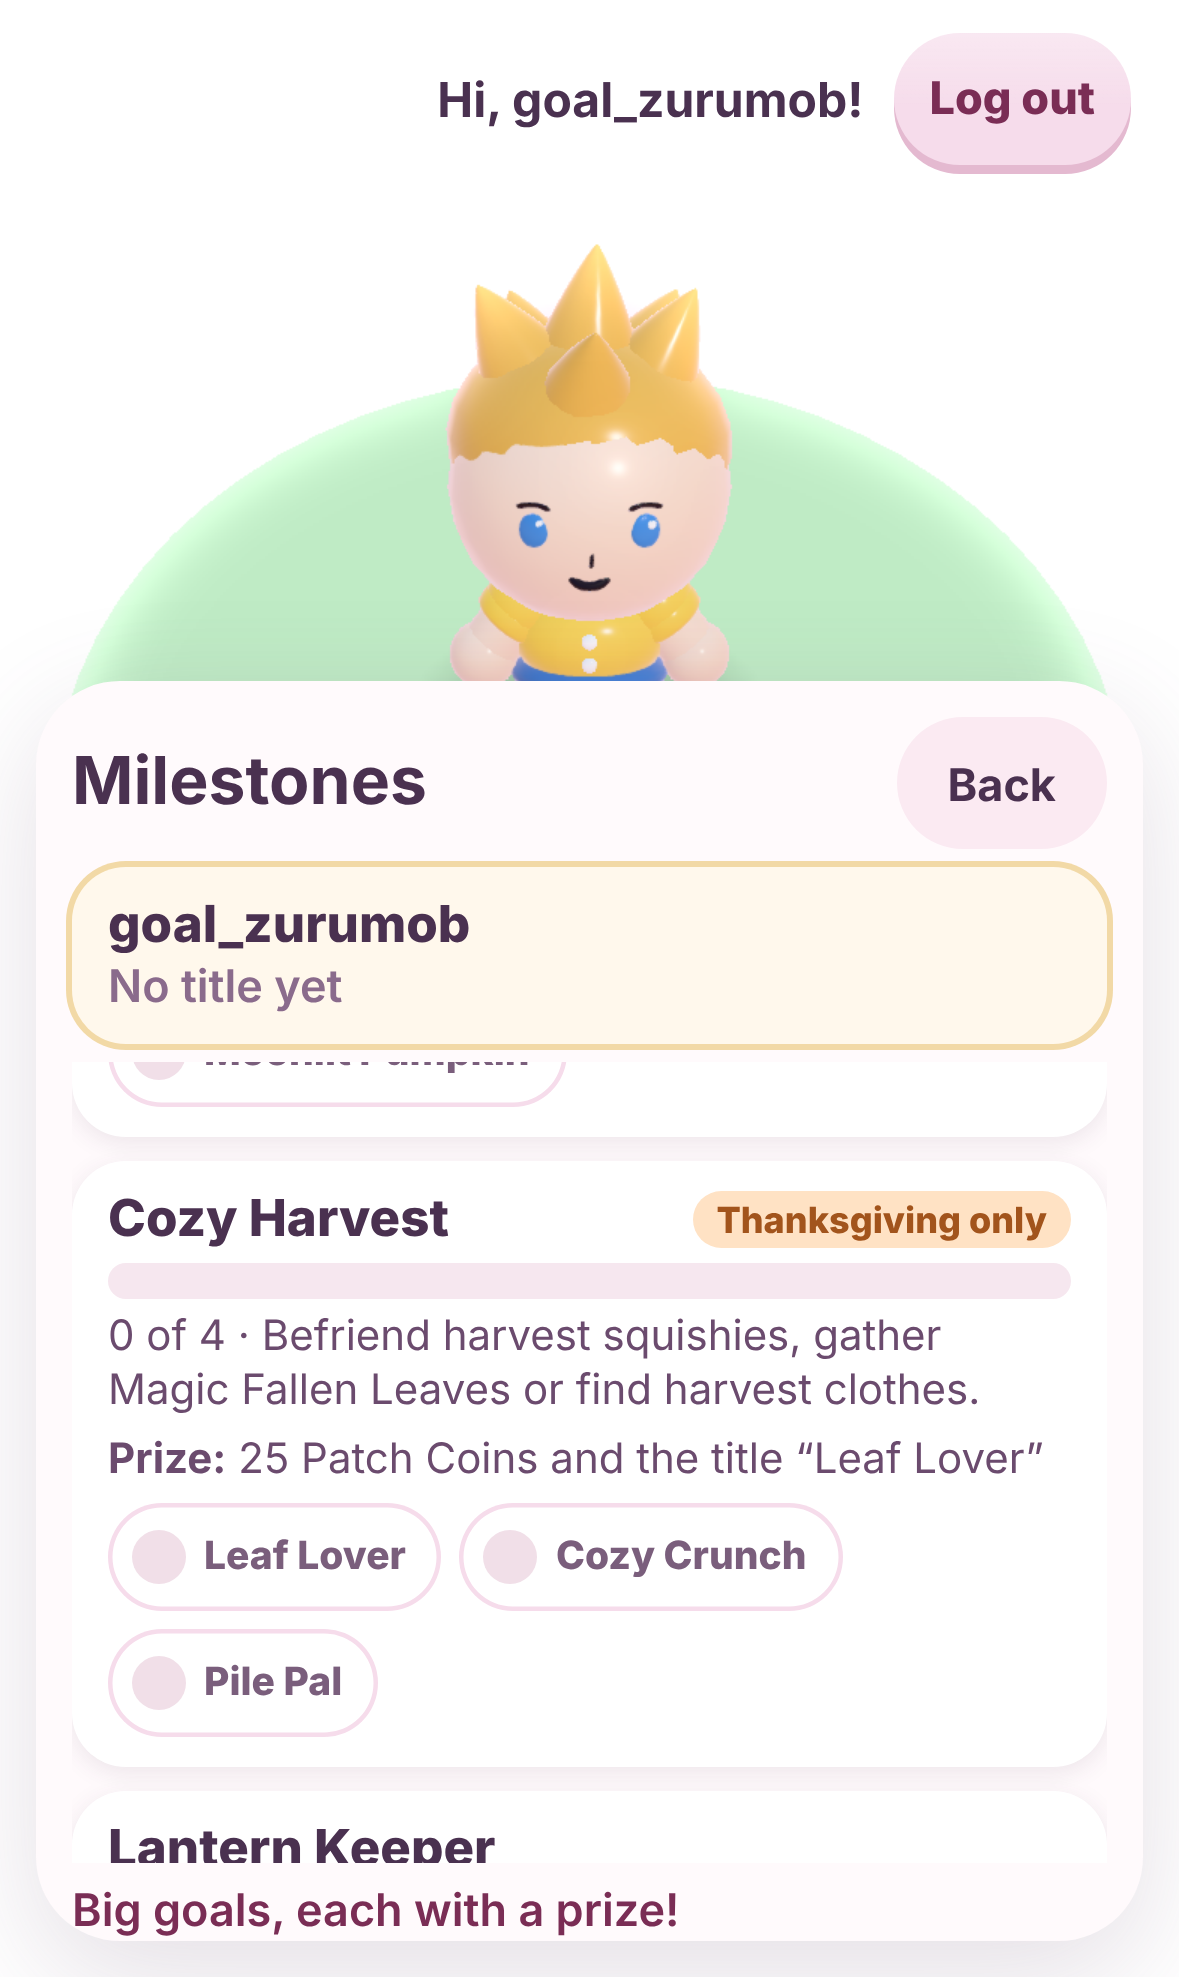 Hi, goal_zurumob!
Log out
Milestones
Back
goal_zurumob
No title yet
Cozy Harvest
Thanksgiving only
0 of 4 · Befriend harvest squishies, gather
Magic Fallen Leaves or find harvest clothes.
Prize: 25 Patch Coins and the title “Leaf Lover”
Leaf Lover
Cozy Crunch
Pile Pal
Lantern Keeper
Big goals, each with a prize!